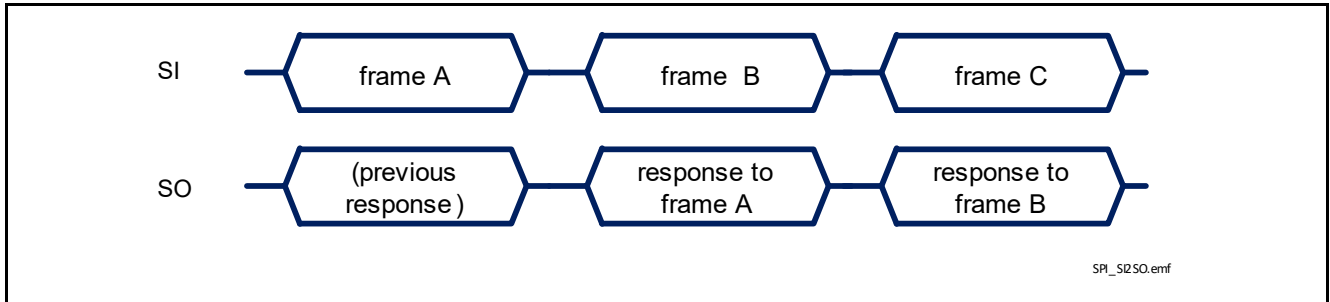 SI
frame A
frame B
frame C
SO
(previous
response)
response to
frame A
response to
frame B
SPI_SI2SO.emf